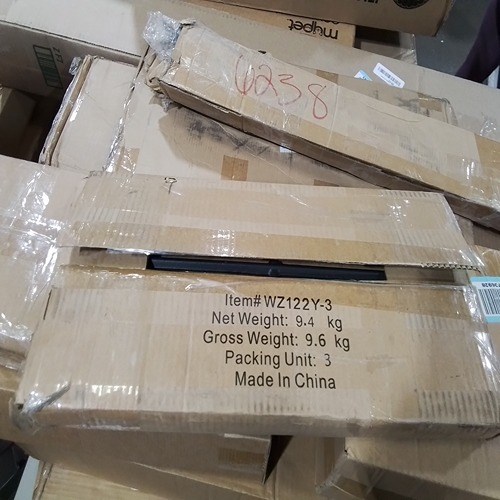 mypet
6238
Item# WZ122Y-3
Net Weight: 9.4 kg
Gross Weight: 9.6 kg
Packing Unit: 3
Made In China